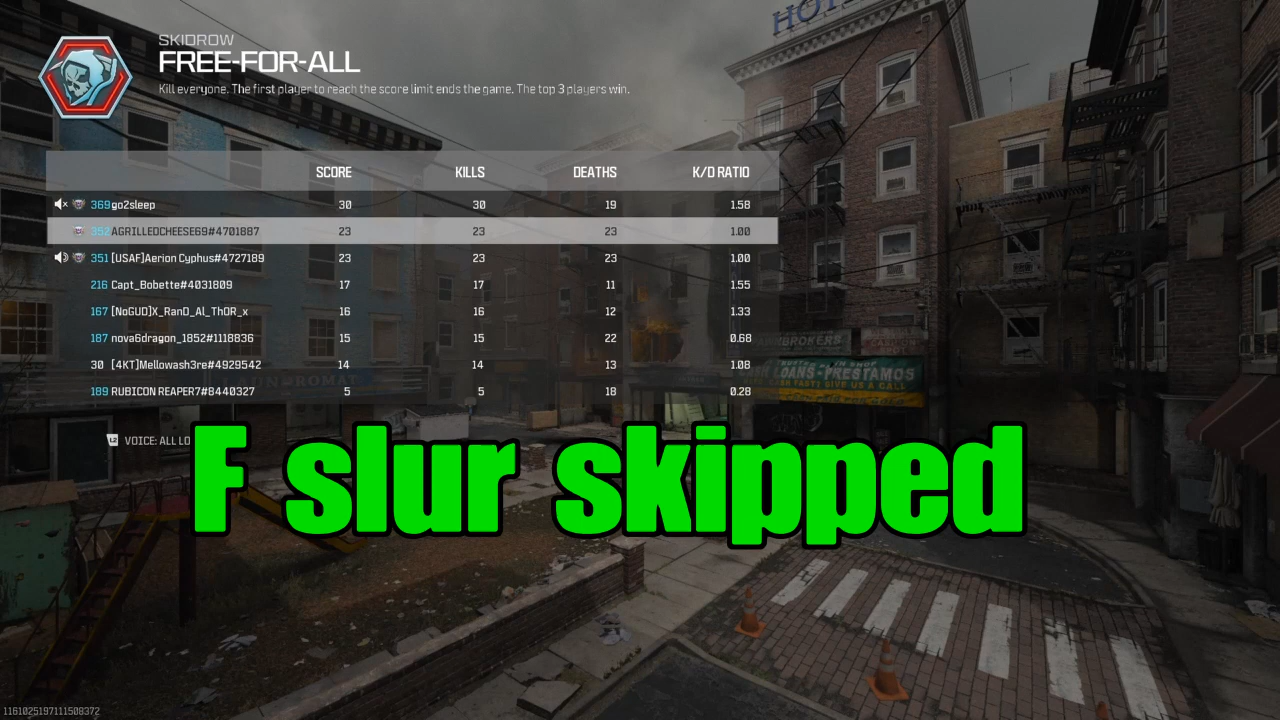 SKIDROW
FREE-FOR-ALL
Kill everyone. The first player to reach the score limit ends the game. The top 3 players win.
SCORE KILLS DEATHS K/D RATIO
369 go2sleep 30 30 19 1.58
352 AGRILLEDCHEESE69#4701887 23 23 23 1.00
351 [USAF]Aerion Cyphus#4727189 23 23 23 1.00
216 Capt_Bobette#4031809 17 17 11 1.55
167 [NoGUD]X_RanD_Al_ThOR_x 16 16 12 1.33
187 nova6dragon_1852#1118836 15 15 22 0.68
30 [4KT]Mellowash3re#4929542 14 14 13 1.08
189 RUBICON REAPER7#8440327 5 5 18 0.28
L2 VOICE: ALL LO
F slur skipped
HOT
LOANS-PRESTAMOS
1161025197111508372